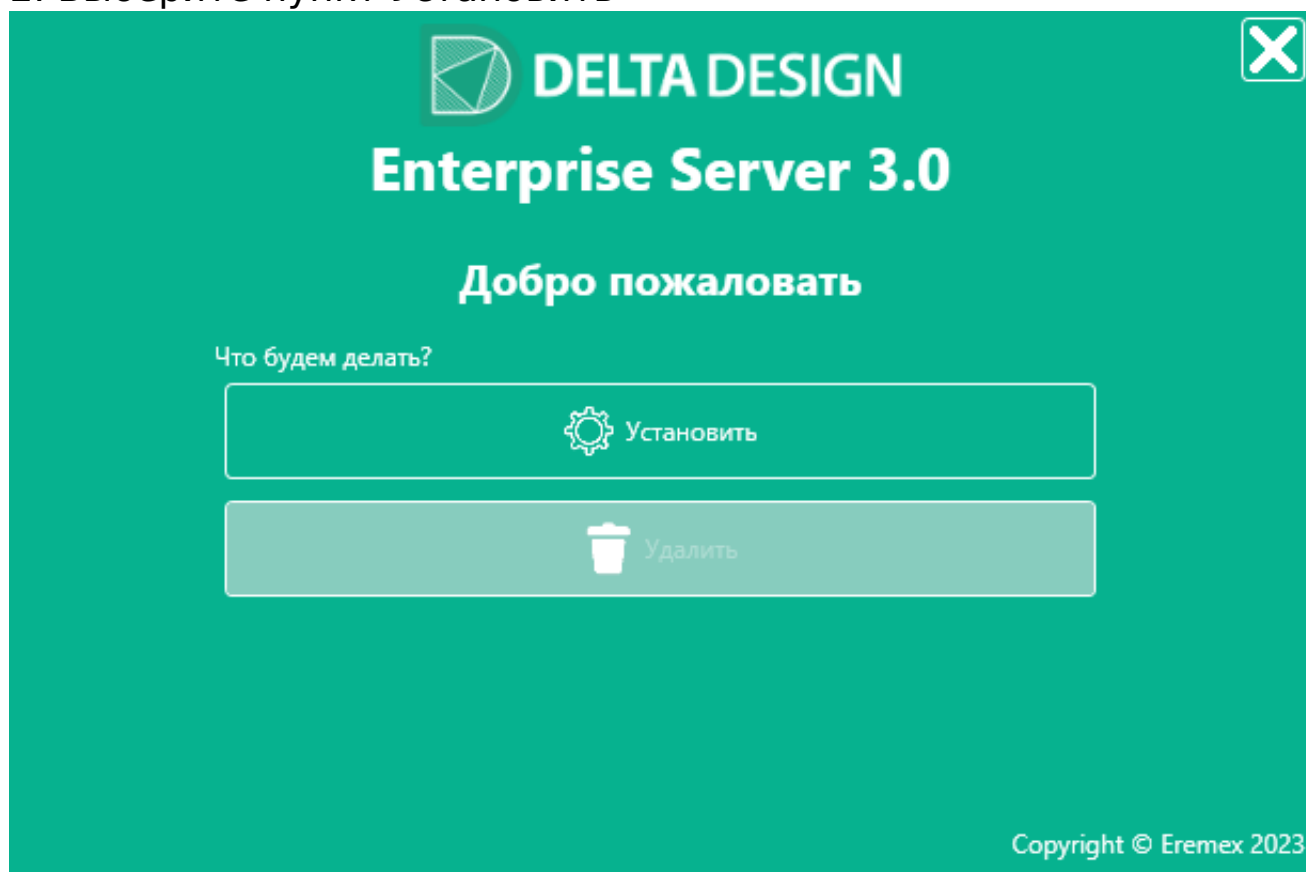 DELTA DESIGN
Enterprise Server 3.0
Добро пожаловать
Что будем делать?
Установить
Удалить
Copyright © Eremex 2023